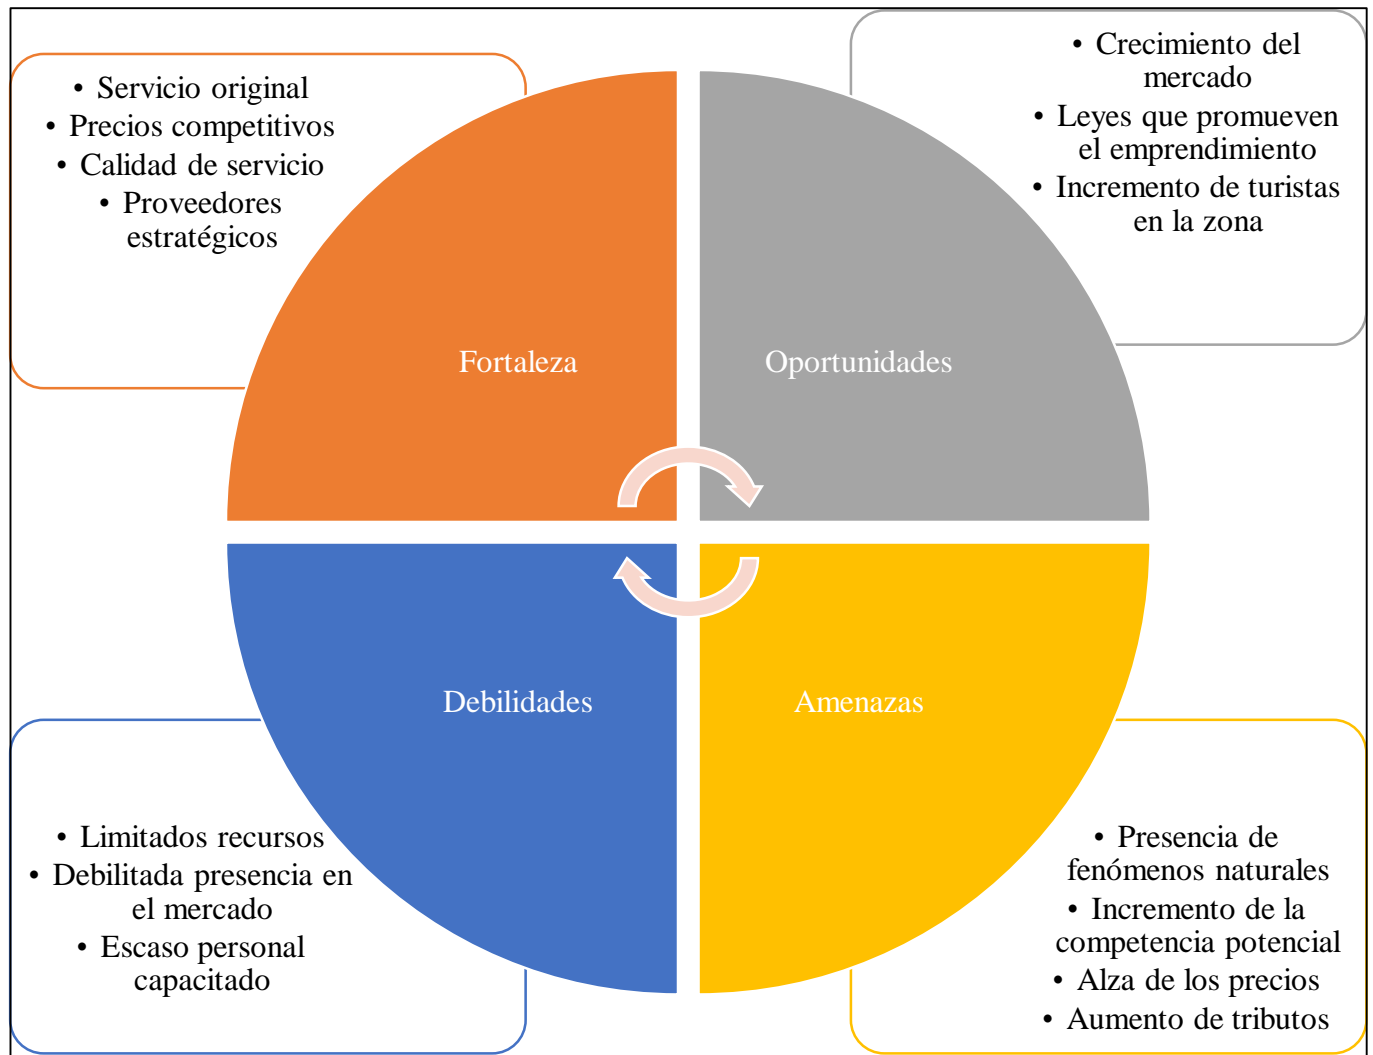 • Servicio original
• Precios competitivos
• Calidad de servicio
• Proveedores
estratégicos
• Crecimiento del
mercado
• Leyes que promueven
el emprendimiento
• Incremento de turistas
en la zona
Fortaleza
Oportunidades
Debilidades
Amenazas
• Limitados recursos
• Debilitada presencia en
el mercado
• Escaso personal
capacitado
• Presencia de
fenómenos naturales
• Incremento de la
competencia potencial
• Alza de los precios
• Aumento de tributos